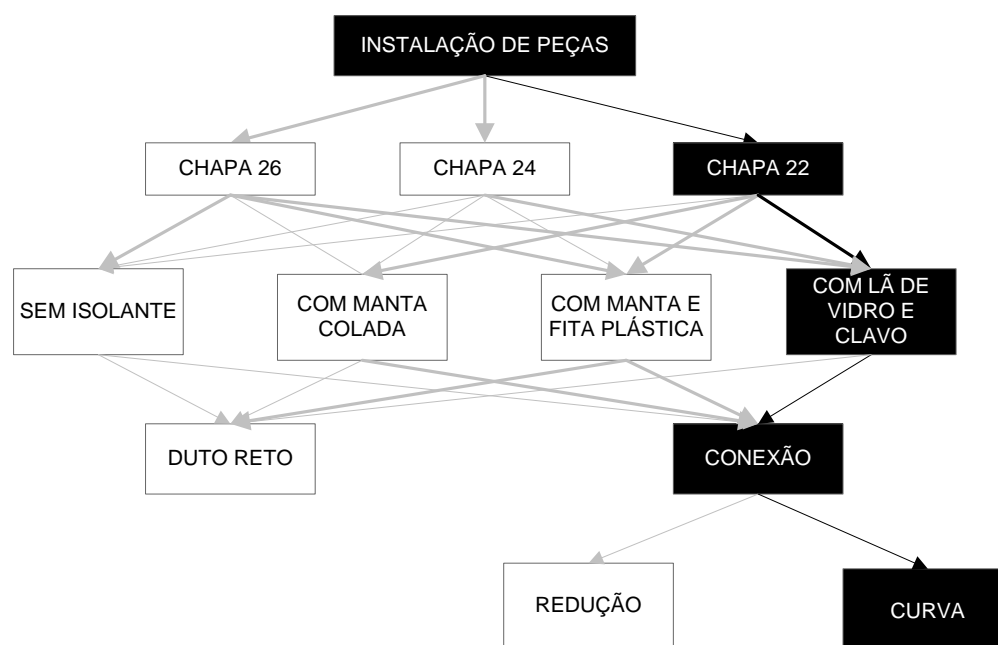 INSTALAÇÃO DE PEÇAS
CHAPA 26
CHAPA 24
CHAPA 22
SEM ISOLANTE
COM MANTA
COLADA
COM MANTA E
FITA PLÁSTICA
COM LÃ DE
VIDRO E
CLAVO
DUTO RETO
CONEXÃO
REDUÇÃO
CURVA